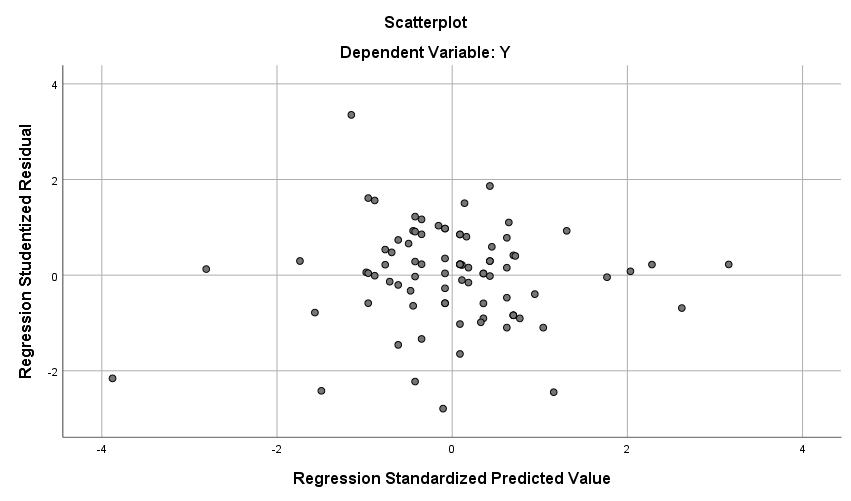 Scatterplot
Dependent Variable: Y
Regression Studentized Residual
4
2
0
-2
-4
-2
0
2
4
Regression Standardized Predicted Value